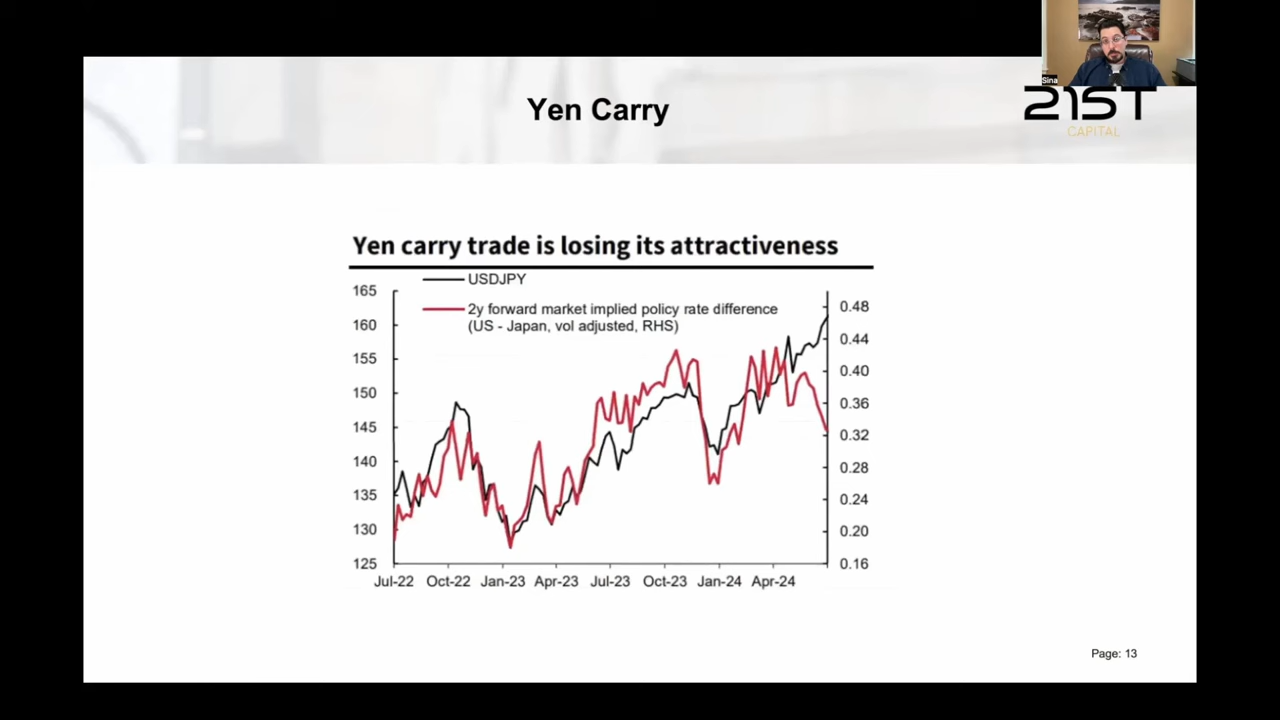 Sina
Yen Carry
21ST
CAPITAL
Yen carry trade is losing its attractiveness
USDJPY
2y forward market implied policy rate difference
(US - Japan, vol adjusted, RHS)
165
160
155
150
145
140
135
130
125
0.48
0.44
0.40
0.36
0.32
0.28
0.24
0.20
0.16
Jul-22 Oct-22 Jan-23 Apr-23 Jul-23 Oct-23 Jan-24 Apr-24
Page: 13